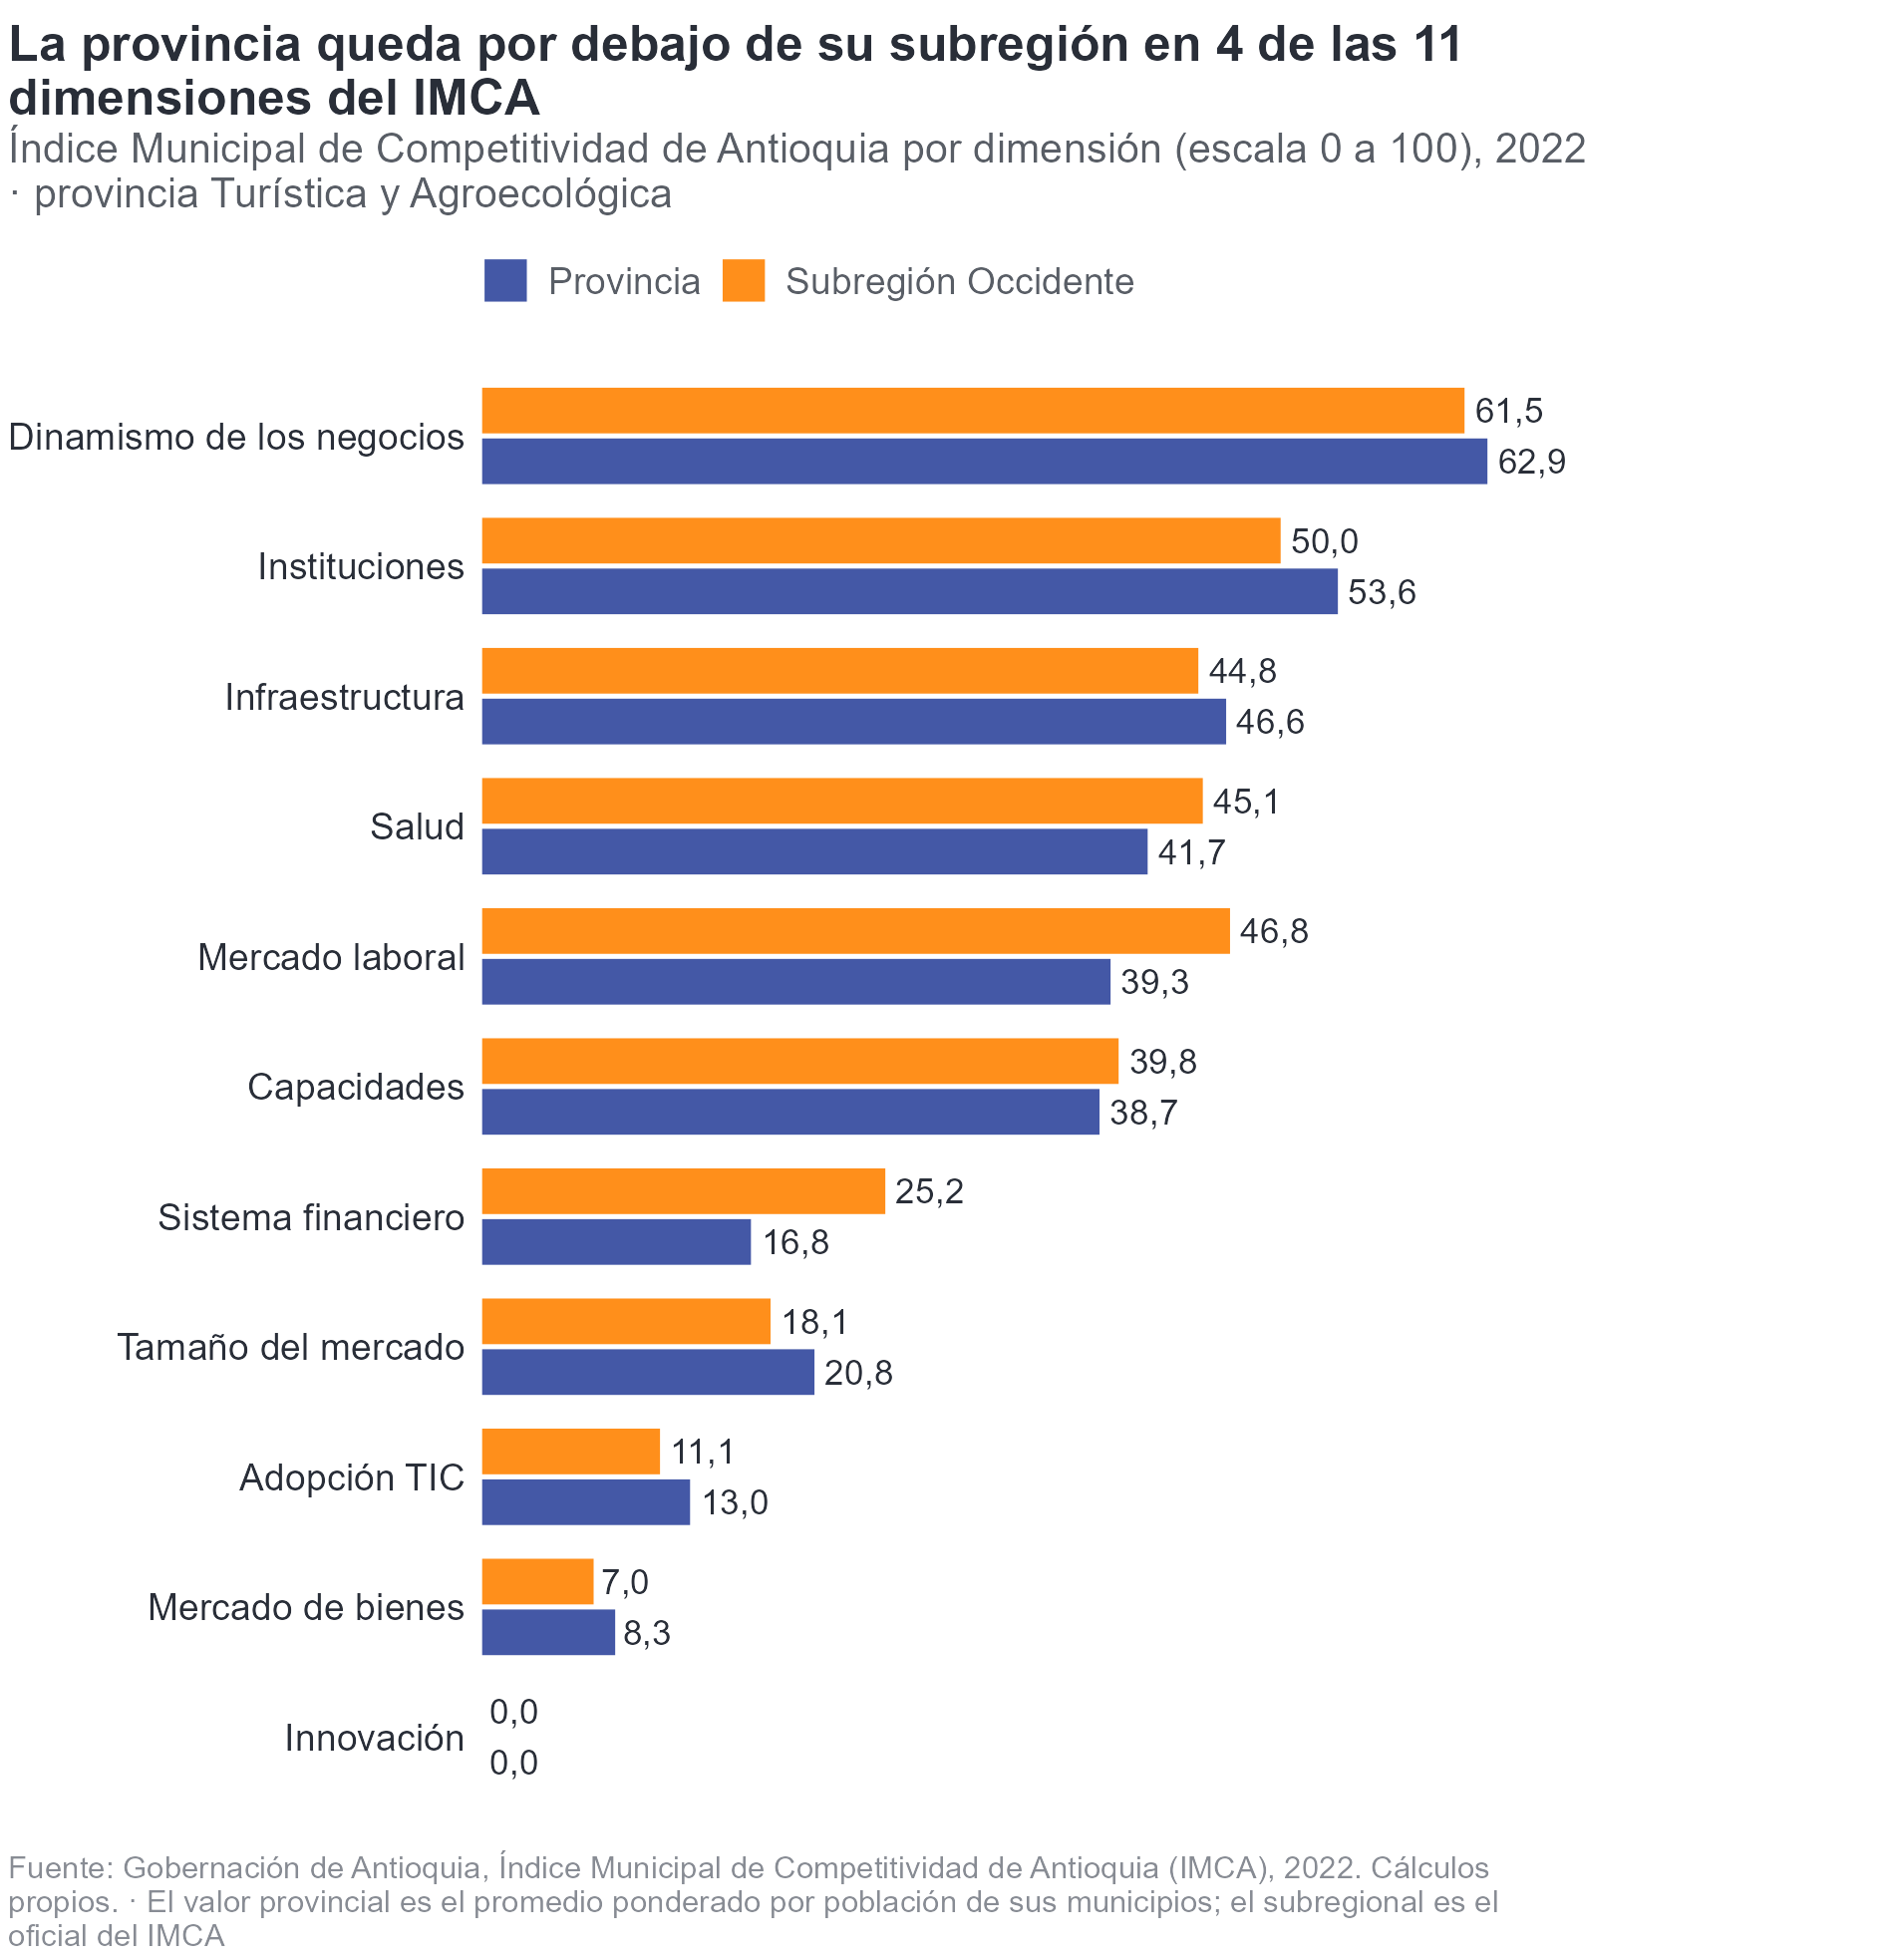 La provincia queda por debajo de su subregión en 4 de las 11
dimensiones del IMCA
Índice Municipal de Competitividad de Antioquia por dimensión (escala 0 a 100), 2022
· provincia Turística y Agroecológica
Provincia
Subregión Occidente
Dinamismo de los negocios
61,5
62,9
Instituciones
50,0
53,6
Infraestructura
44,8
46,6
Salud
45,1
41,7
Mercado laboral
46,8
39,3
Capacidades
39,8
38,7
Sistema financiero
25,2
16,8
Tamaño del mercado
18,1
20,8
Adopción TIC
11,1
13,0
Mercado de bienes
7,0
8,3
Innovación
0,0
0,0
Fuente: Gobernación de Antioquia, Índice Municipal de Competitividad de Antioquia (IMCA), 2022. Cálculos
propios. · El valor provincial es el promedio ponderado por población de sus municipios; el subregional es el
oficial del IMCA